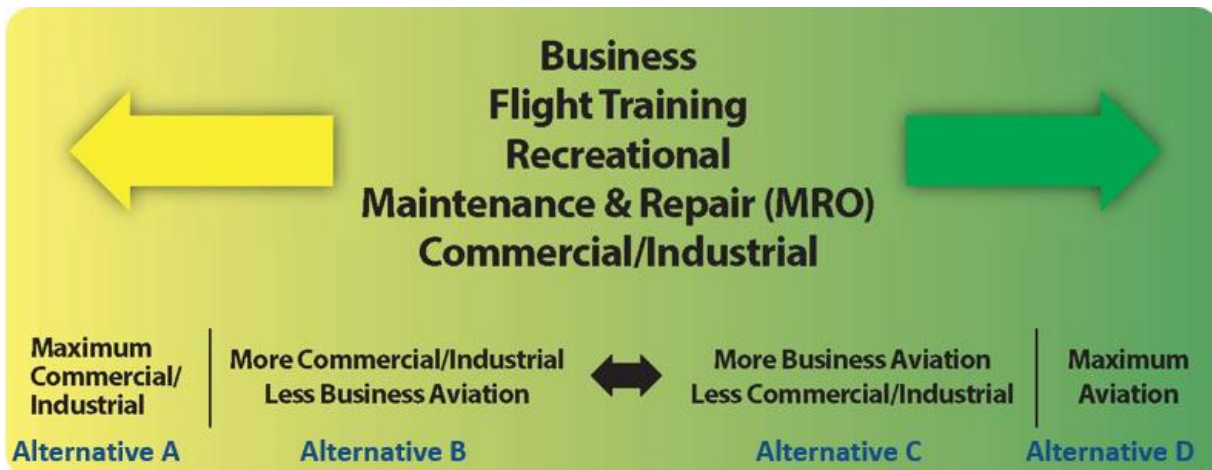 Business
Flight Training
Recreational
Maintenance & Repair (MRO)
Commercial/Industrial
Maximum
Commercial/
Industrial
More Commercial/Industrial
Less Business Aviation
More Business Aviation
Less Commercial/Industrial
Maximum
Aviation
Alternative A
Alternative B
Alternative C
Alternative D